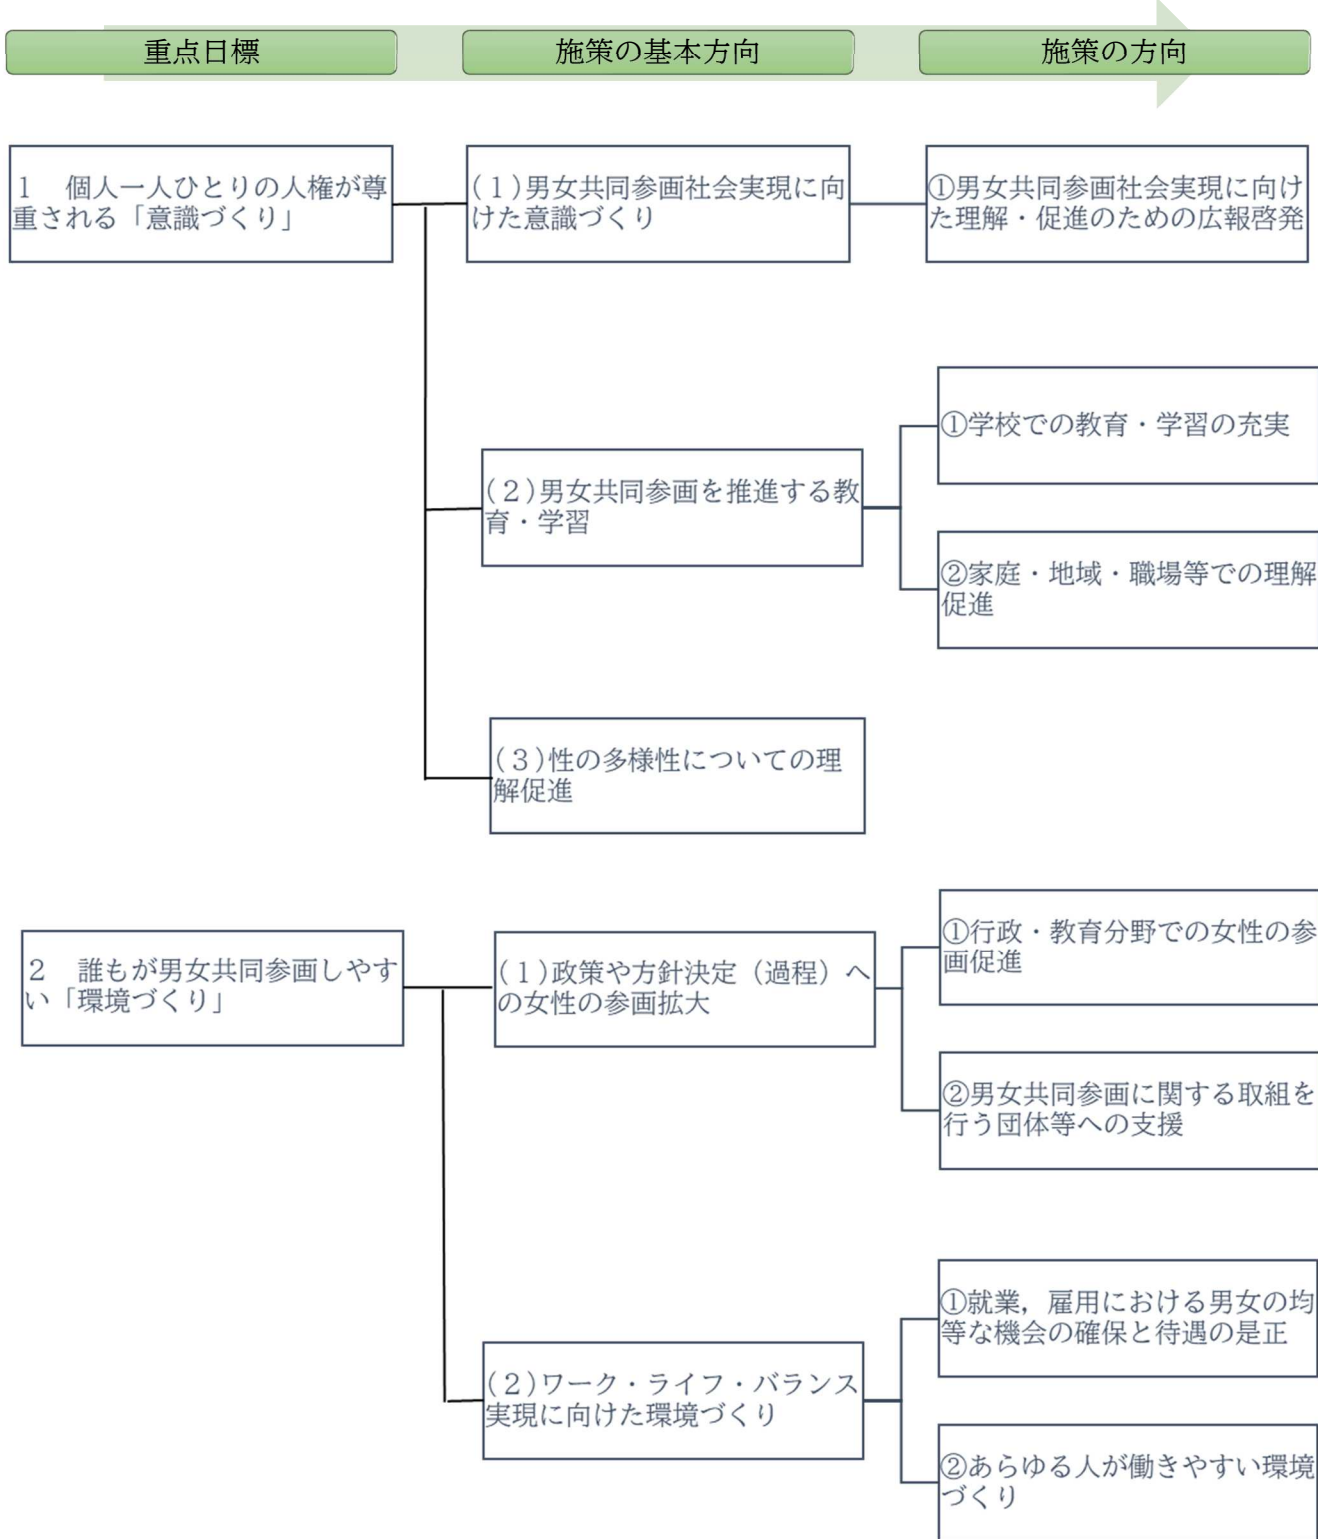 重点目標
施策の基本方向
施策の方向
1　個人一人ひとりの人権が尊
重される「意識づくり」
(１)男女共同参画社会実現に向
けた意識づくり
①男女共同参画社会実現に向け
た理解・促進のための広報啓発
(２)男女共同参画を推進する教
育・学習
①学校での教育・学習の充実
②家庭・地域・職場等での理解
促進
(３)性の多様性についての理
解促進
2　誰もが男女共同参画しやす
い「環境づくり」
(１)政策や方針決定（過程）へ
の女性の参画拡大
①行政・教育分野での女性の参
画促進
②男女共同参画に関する取組を
行う団体等への支援
(２)ワーク・ライフ・バランス
実現に向けた環境づくり
①就業，雇用における男女の均
等な機会の確保と待遇の是正
②あらゆる人が働きやすい環境
づくり